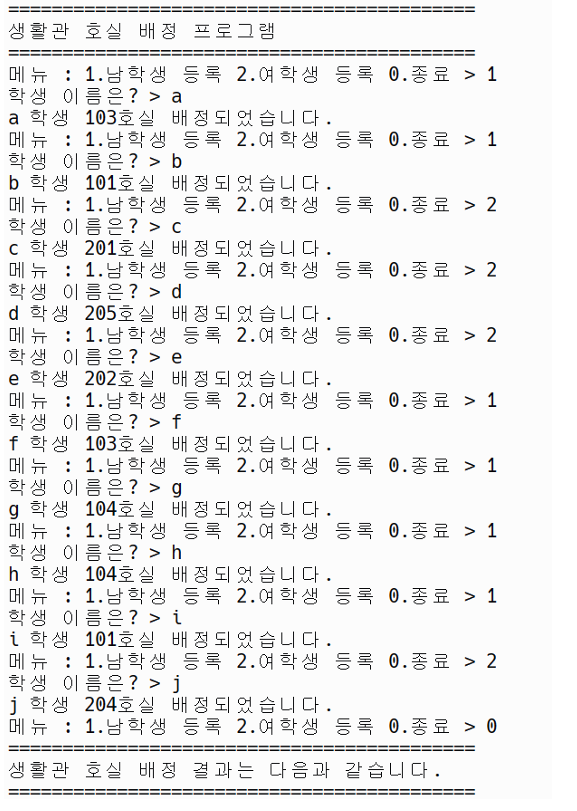 ===========================================
생활관 호실 배정 프로그램
===========================================
메뉴 : 1.남학생 등록 2.여학생 등록 0.종료 > 1
학생 이름은? > a
a 학생 103호실 배정되었습니다.
메뉴 : 1.남학생 등록 2.여학생 등록 0.종료 > 1
학생 이름은? > b
b 학생 101호실 배정되었습니다.
메뉴 : 1.남학생 등록 2.여학생 등록 0.종료 > 2
학생 이름은? > c
c 학생 201호실 배정되었습니다.
메뉴 : 1.남학생 등록 2.여학생 등록 0.종료 > 2
학생 이름은? > d
d 학생 205호실 배정되었습니다.
메뉴 : 1.남학생 등록 2.여학생 등록 0.종료 > 2
학생 이름은? > e
e 학생 202호실 배정되었습니다.
메뉴 : 1.남학생 등록 2.여학생 등록 0.종료 > 1
학생 이름은? > f
f 학생 103호실 배정되었습니다.
메뉴 : 1.남학생 등록 2.여학생 등록 0.종료 > 1
학생 이름은? > g
g 학생 104호실 배정되었습니다.
메뉴 : 1.남학생 등록 2.여학생 등록 0.종료 > 1
학생 이름은? > h
h 학생 104호실 배정되었습니다.
메뉴 : 1.남학생 등록 2.여학생 등록 0.종료 > 1
학생 이름은? > i
i 학생 101호실 배정되었습니다.
메뉴 : 1.남학생 등록 2.여학생 등록 0.종료 > 2
학생 이름은? > j
j 학생 204호실 배정되었습니다.
메뉴 : 1.남학생 등록 2.여학생 등록 0.종료 > 0
===========================================
생활관 호실 배정 결과는 다음과 같습니다.
===========================================